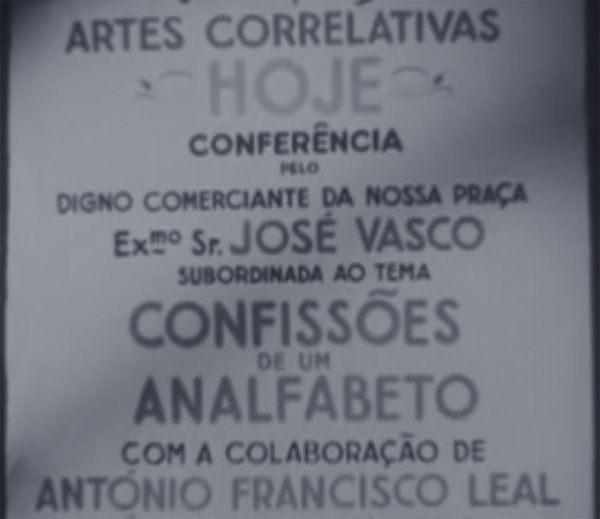 ARTES CORRELATIVAS
HOJE
CONFERÊNCIA
PELO
DIGNO COMERCIANTE DA NOSSA PRAÇA
Exmo Sr. JOSÉ VASCO
SUBORDINADA AO TEMA
CONFISSÕES
DE UM
ANALFABETO
COM A COLABORAÇÃO DE
ANTÓNIO FRANCISCO LEAL